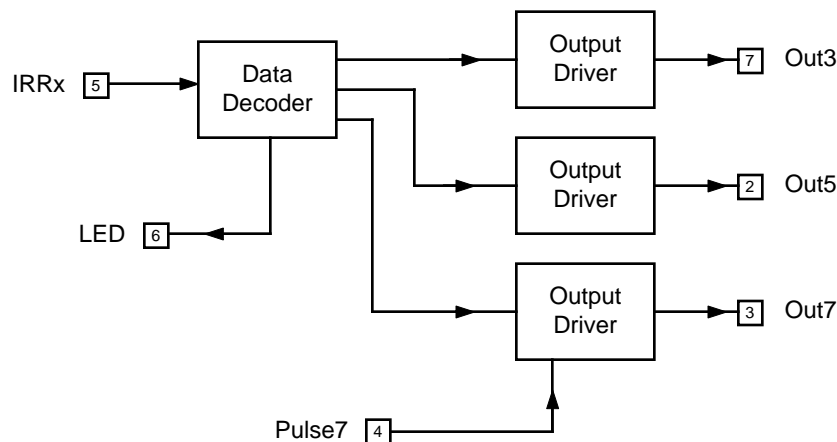 Output
Driver
7 Out3
IRRx 5
Data
Decoder
Output
Driver
2 Out5
LED 6
Output
Driver
3 Out7
Pulse7 4